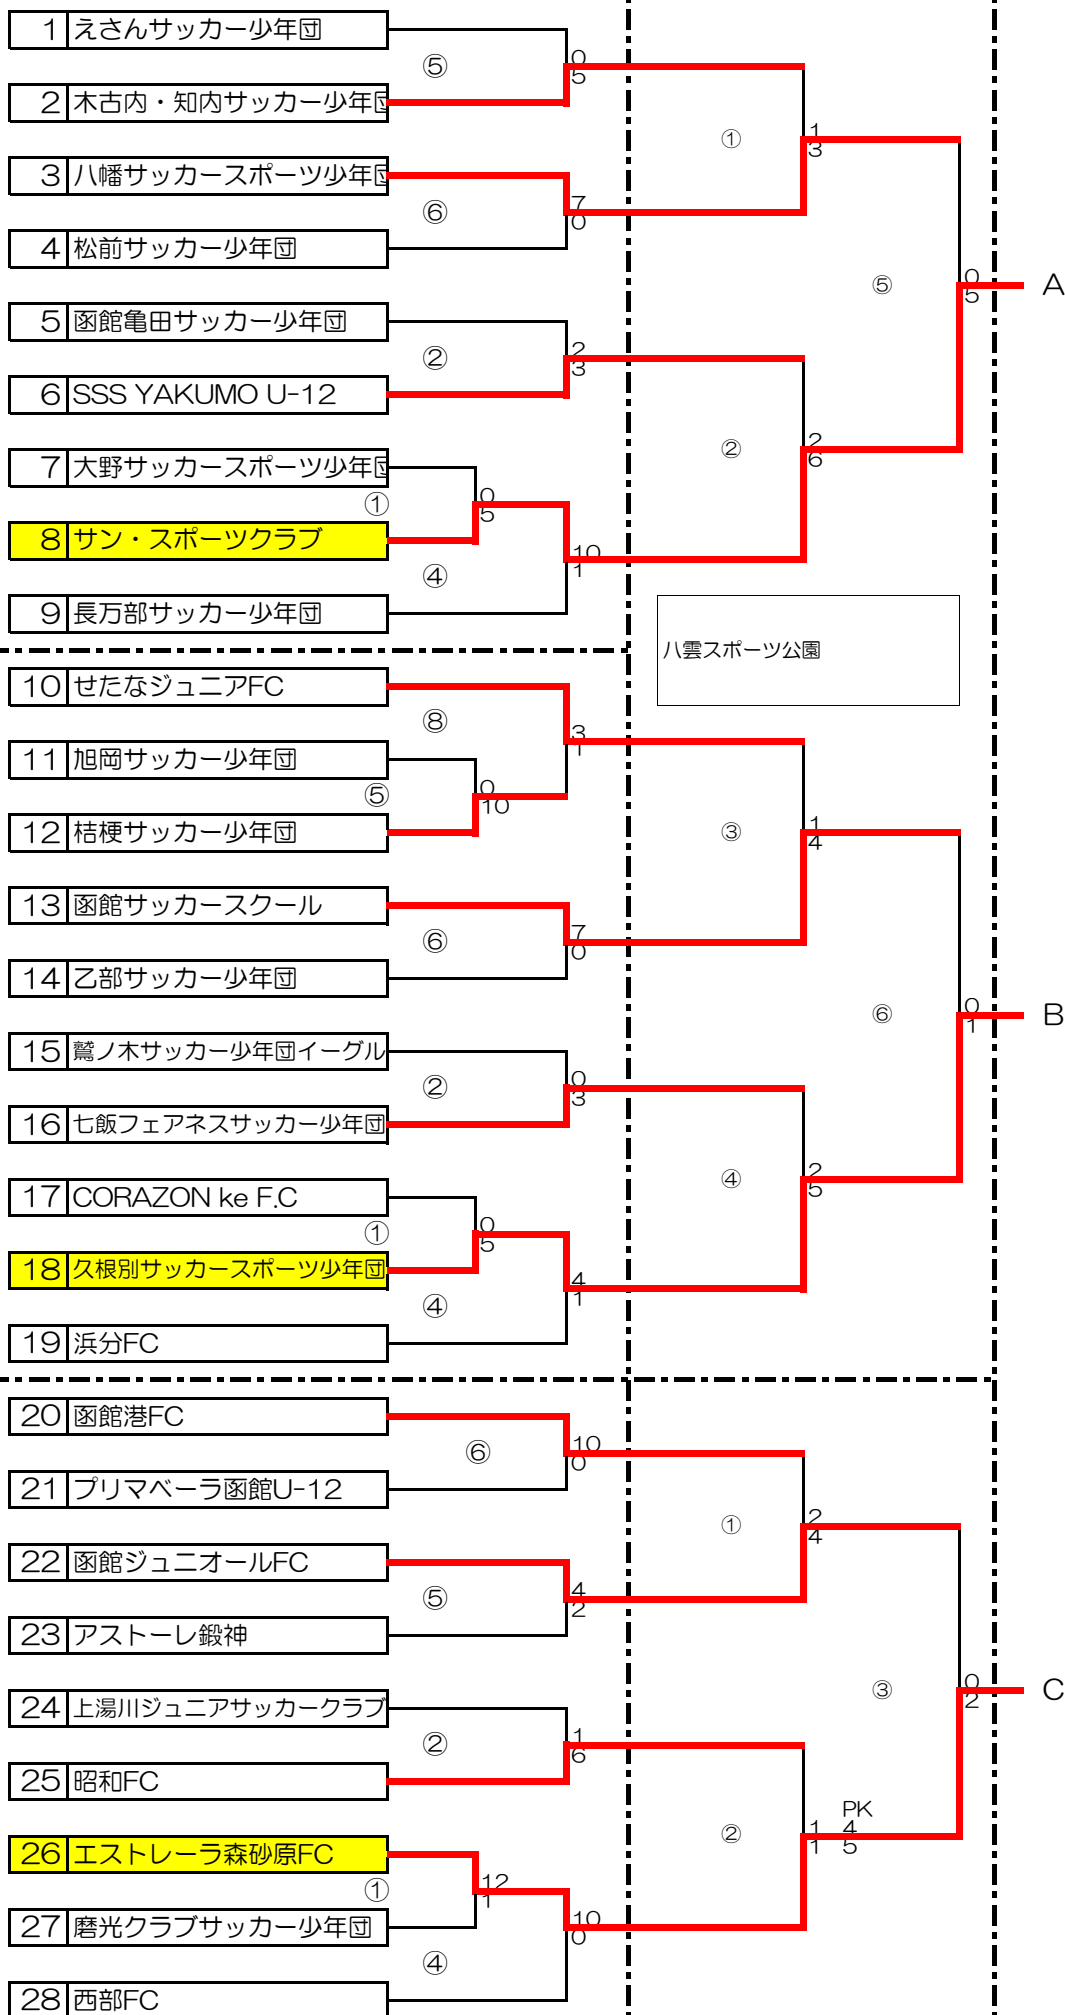 1 えさんサッカー少年団
⑤
0
5
2 木古内・知内サッカー少年団
①
1
3
3 八幡サッカースポーツ少年団
⑥
7
0
4 松前サッカー少年団
⑤
0
5
A
5 函館亀田サッカー少年団
②
2
3
6 SSS YAKUMO U-12
②
2
6
7 大野サッカースポーツ少年団
①
0
5
8 サン・スポーツクラブ
④
10
1
9 長万部サッカー少年団
八雲スポーツ公園
10 せたなジュニアFC
⑧
3
1
11 旭岡サッカー少年団
⑤
0
10
12 桔梗サッカー少年団
③
1
4
13 函館サッカースクール
⑥
7
0
14 乙部サッカー少年団
⑥
0
1
B
15 鷲ノ木サッカー少年団イーグル
②
0
3
16 七飯フェアネスサッカー少年団
④
2
5
17 CORAZON ke F.C
①
0
5
18 久根別サッカースポーツ少年団
④
4
1
19 浜分FC
20 函館港FC
⑥
10
0
21 プリマベーラ函館U-12
①
2
4
22 函館ジュニオールFC
⑤
4
2
23 アストーレ鍛神
③
0
2
C
24 上湯川ジュニアサッカークラブ
②
1
6
25 昭和FC
②
1
1
PK
4
5
26 エストレーラ森砂原FC
①
12
1
27 磨光クラブサッカー少年団
④
10
0
28 西部FC